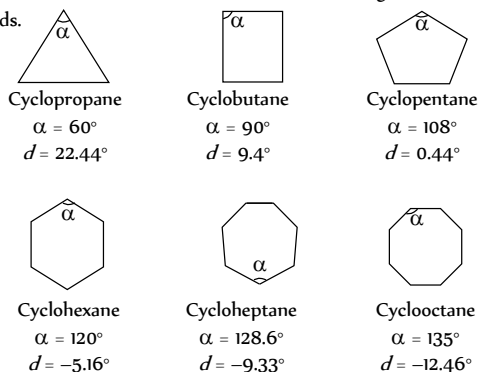 ds.
α α α
Cyclopropane Cyclobutane Cyclopentane
α = 60° α = 90° α = 108°
d = 22.44° d = 9.4° d = 0.44°
α α α
Cyclohexane Cycloheptane Cyclooctane
α = 120° α = 128.6° α = 135°
d = –5.16° d = –9.33° d = –12.46°